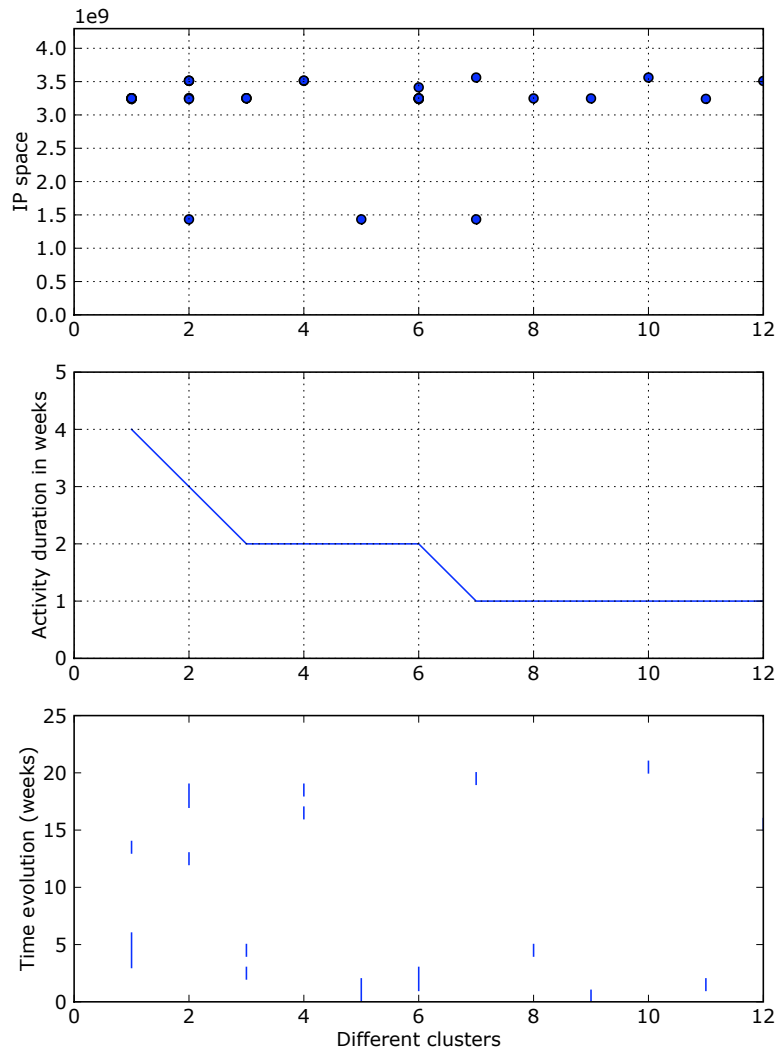 1e9
4.0
3.5
3.0
2.5
2.0
1.5
1.0
0.5
0.0
IP space
0 2 4 6 8 10 12
5
4
3
2
1
0
Activity duration in weeks
0 2 4 6 8 10 12
25
20
15
10
5
0
Time evolution (weeks)
0 2 4 6 8 10 12
Different clusters